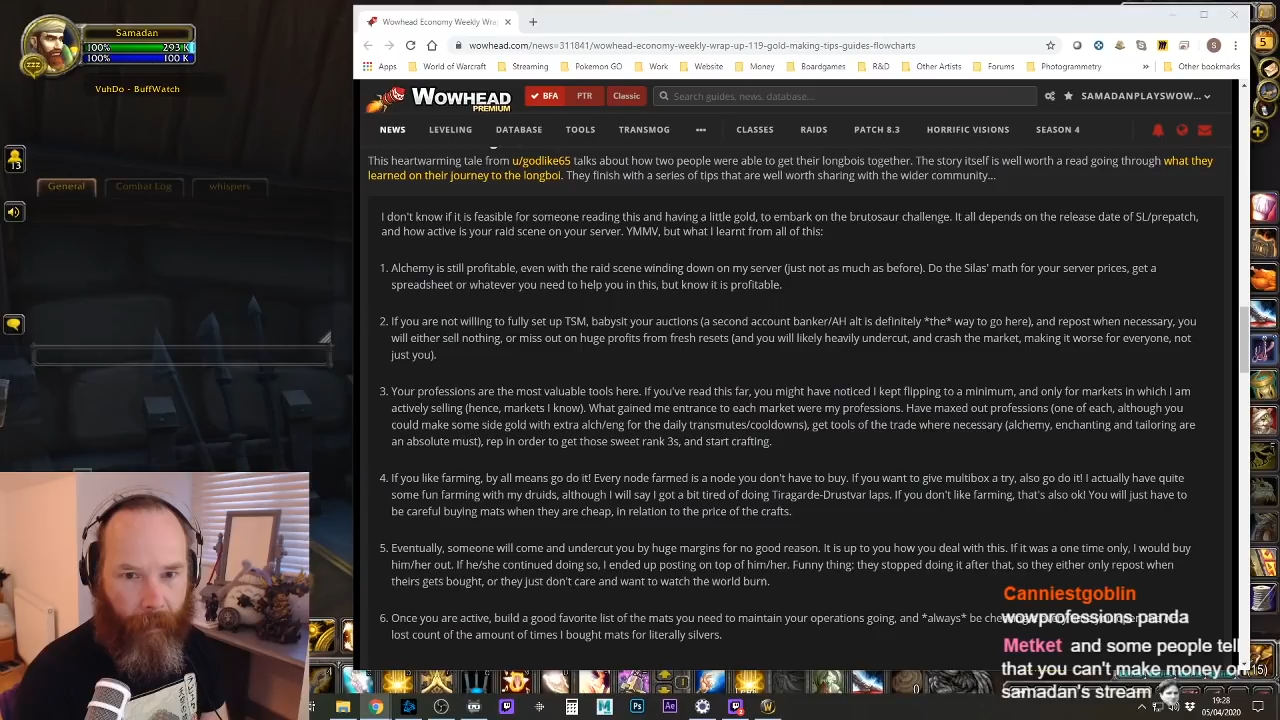 Samadan
100%
293 K
100%
100 K
zzz
VuhDo - BuffWatch
13
General
Combat Log
whispers
Wowhead Economy Weekly Wra
wowhead.com/news=311841/wowhead-economy-weekly-wrap-up-119-gold-making-tips-guides-flowcharts
S
Apps
World of Warcraft
Streaming
Pokemon GO
Work
Website
Money
Boardgames
R&D
Other Artists
Forums
Photogrammetry
»
Other bookmarks
WOWHEAD
PREMIUM
BFA
PTR
Classic
Search guides, news, database...
SAMADANPLAYSWOW...
NEWS
LEVELING
DATABASE
TOOLS
TRANSMOG
•••
CLASSES
RAIDS
PATCH 8.3
HORRIFIC VISIONS
SEASON 4
This heartwarming tale from u/godlike65 talks about how two people were able to get their longbois together. The story itself is well worth a read going through what they
learned on their journey to the longboi. They finish with a series of tips that are well worth sharing with the wider community...
I don't know if it is feasible for someone reading this and having a little gold, to embark on the brutosaur challenge. It all depends on the release date of SL/prepatch,
and how active is your raid scene on your server. YMMV, but what I learnt from all of this:
1. Alchemy is still profitable, even with the raid scene winding down on my server (just not as much as before). Do the Silas' math for your server prices, get a
spreadsheet or whatever you need to help you in this, but know it is profitable.
2. If you are not willing to fully set up TSM, babysit your auctions (a second account banker/AH alt is definitely *the* way to go here), and repost when necessary, you
will either sell nothing, or miss out on huge profits from fresh resets (and you will likely heavily undercut, and crash the market, making it worse for everyone, not
just you).
3. Your professions are the most valuable tools here. If you've read this far, you might have noticed I kept flipping to a minimum, and only for markets in which I am
actively selling (hence, markets I know). What gained me entrance to each market were my professions. Have maxed out professions (one of each, although you
could make some side gold with extra alch/eng for the daily transmutes/cooldowns), get tools of the trade where necessary (alchemy, enchanting and tailoring are
an absolute must), rep in order to get those sweet rank 3s, and start crafting.
4. If you like farming, by all means go do it! Every node farmed is a node you don't have to buy. If you want to give multibox a try, also go do it! I actually have quite
some fun farming with my druids, although I will say I got a bit tired of doing Tiragarde/Drustvar laps. If you don't like farming, that's also ok! You will just have to
be careful buying mats when they are cheap, in relation to the price of the crafts.
5. Eventually, someone will come and undercut you by huge margins for no good reason. It is up to you how you deal with this. If it was a one time only, I would buy
him/her out. If he/she continued doing so, I ended up posting on top of him/her. Funny thing: they stopped doing it after that, so they either only repost when
theirs gets bought, or they just don't care and want to watch the world burn.
6. Once you are active, build a good favorite list of the mats you need to maintain your operations going, and *always* be
lost count of the amount of times I bought mats for literally silvers.
Canniestgoblin
wowprofessions panda
Metket and some people tell
that you can't make money on
samadan's stream
5
(15)
0
1
Ps
Ae
19:28
05/04/2020